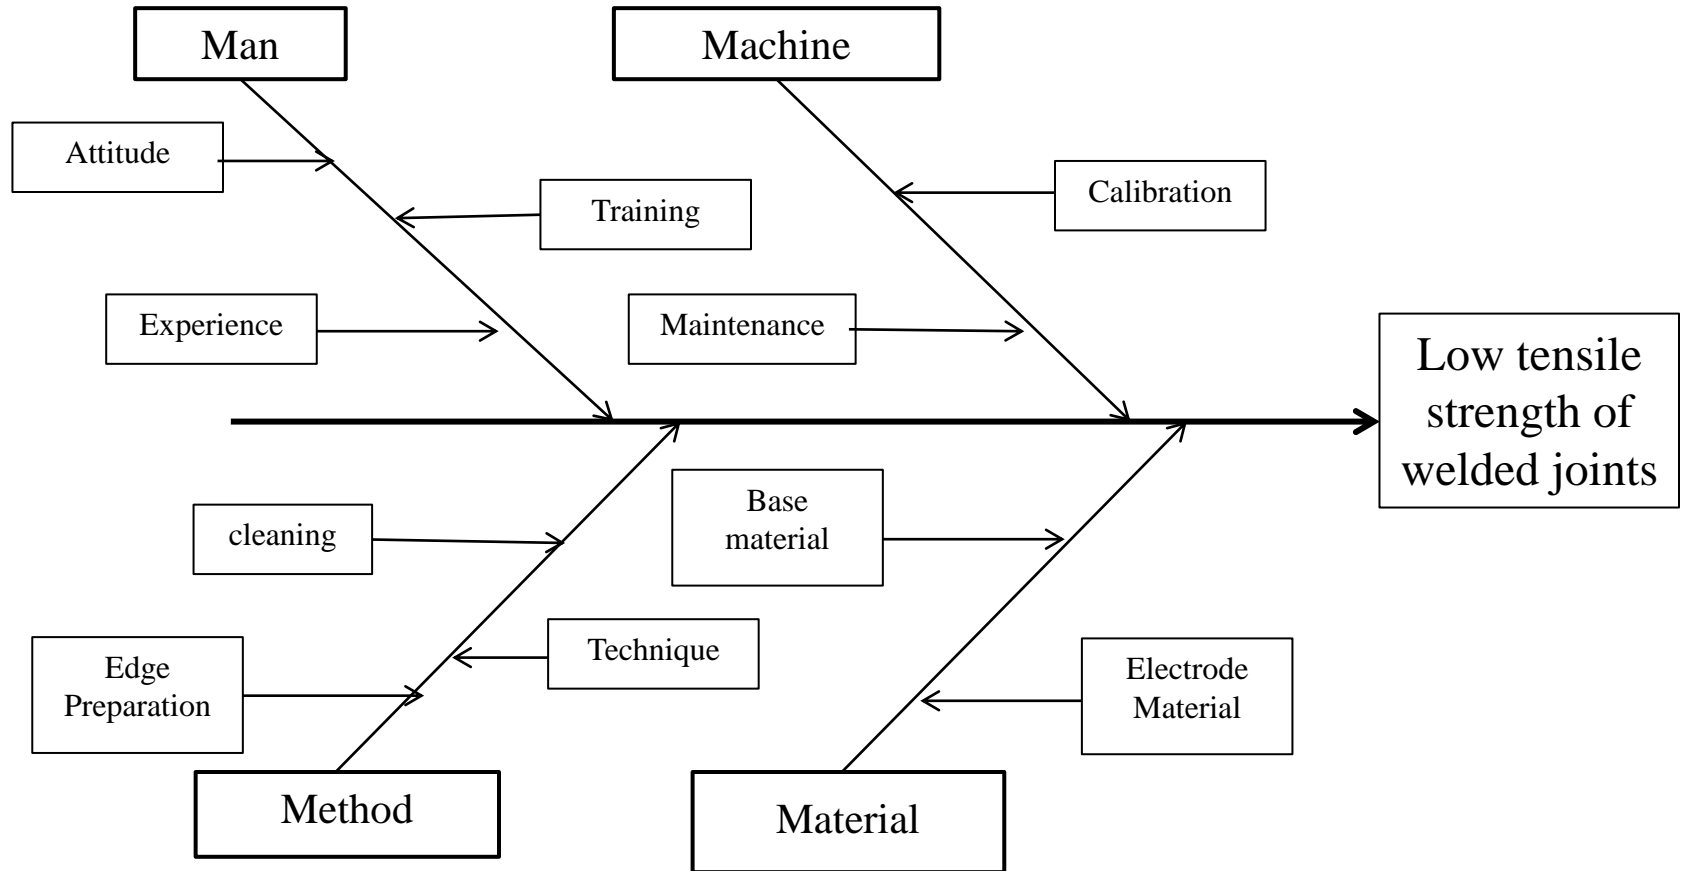 Man
Machine
Attitude
Training
Calibration
Experience
Maintenance
Low tensile
strength of
welded joints
cleaning
Base
material
Edge
Preparation
Technique
Electrode
Material
Method
Material